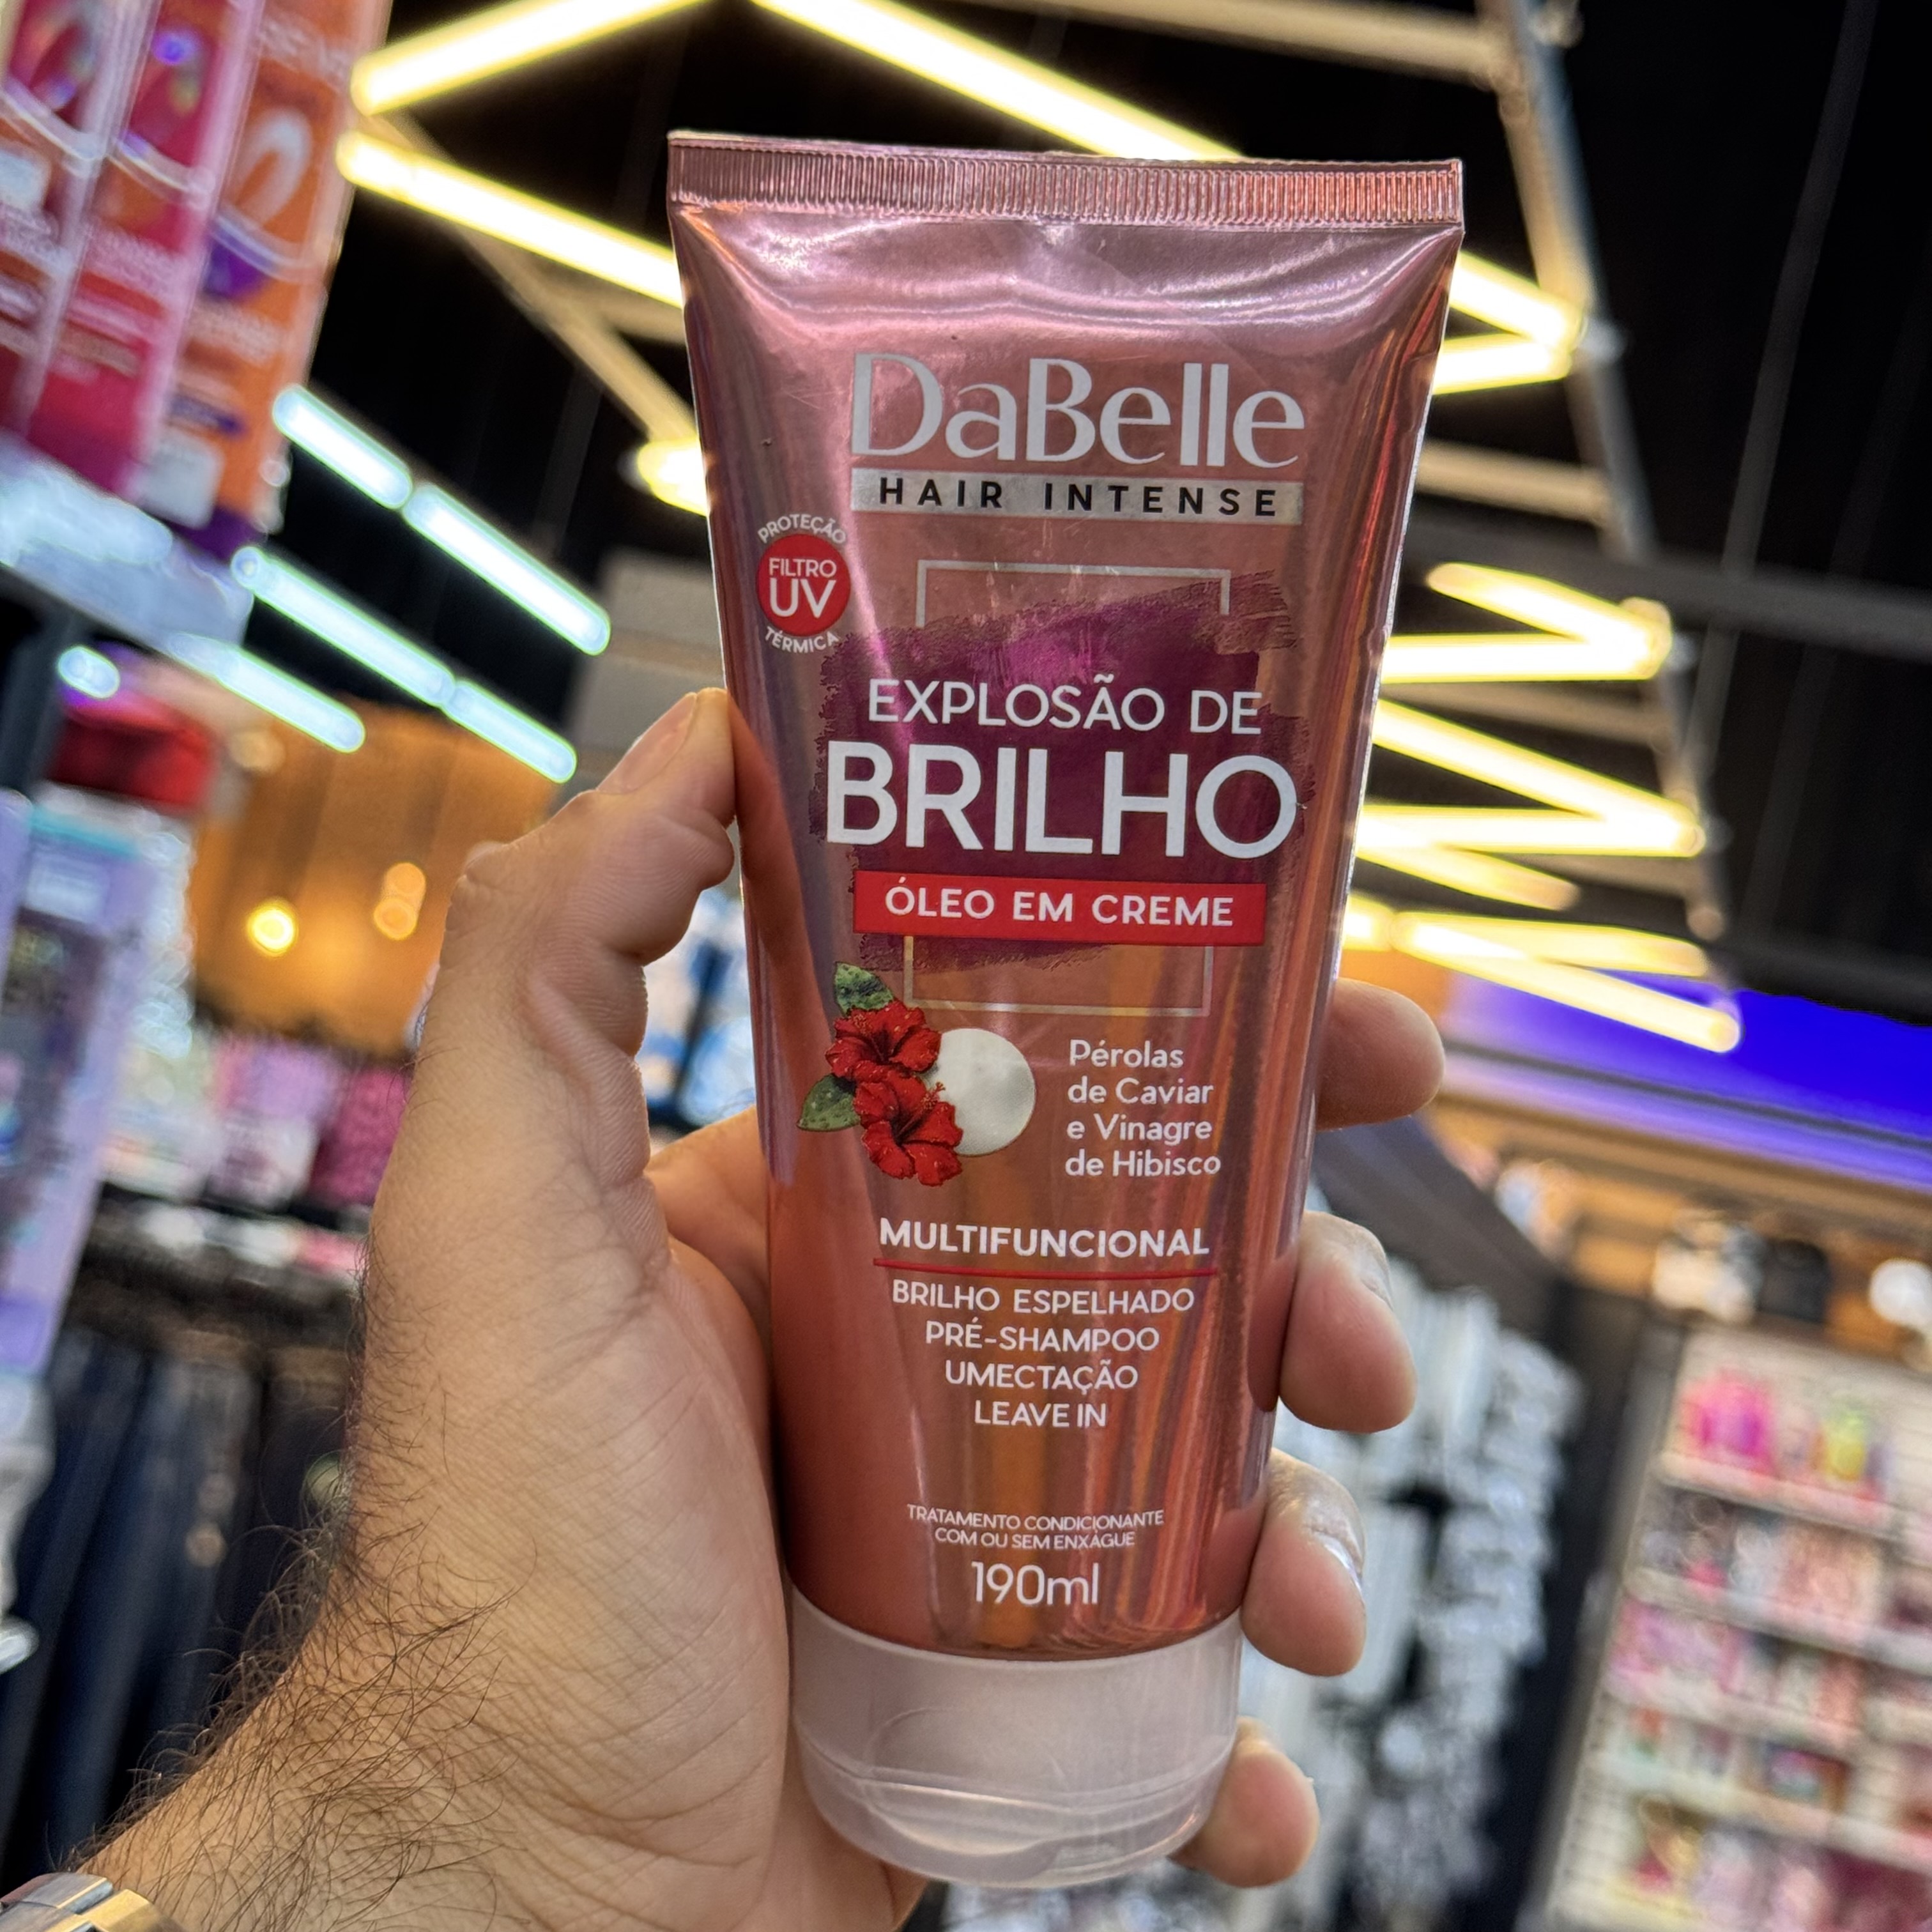 DaBelle
HAIR INTENSE
PROTEÇÃO
FILTRO
UV
TÉRMICA
EXPLOSÃO DE
BRILHO
ÓLEO EM CREME
Pérolas
de Caviar
e Vinagre
de Hibisco
MULTIFUNCIONAL
BRILHO ESPELHADO
PRÉ-SHAMPOO
UMECTAÇÃO
LEAVE IN
TRATAMENTO CONDICIONANTE
COM OU SEM ENXÁGUE
190ml